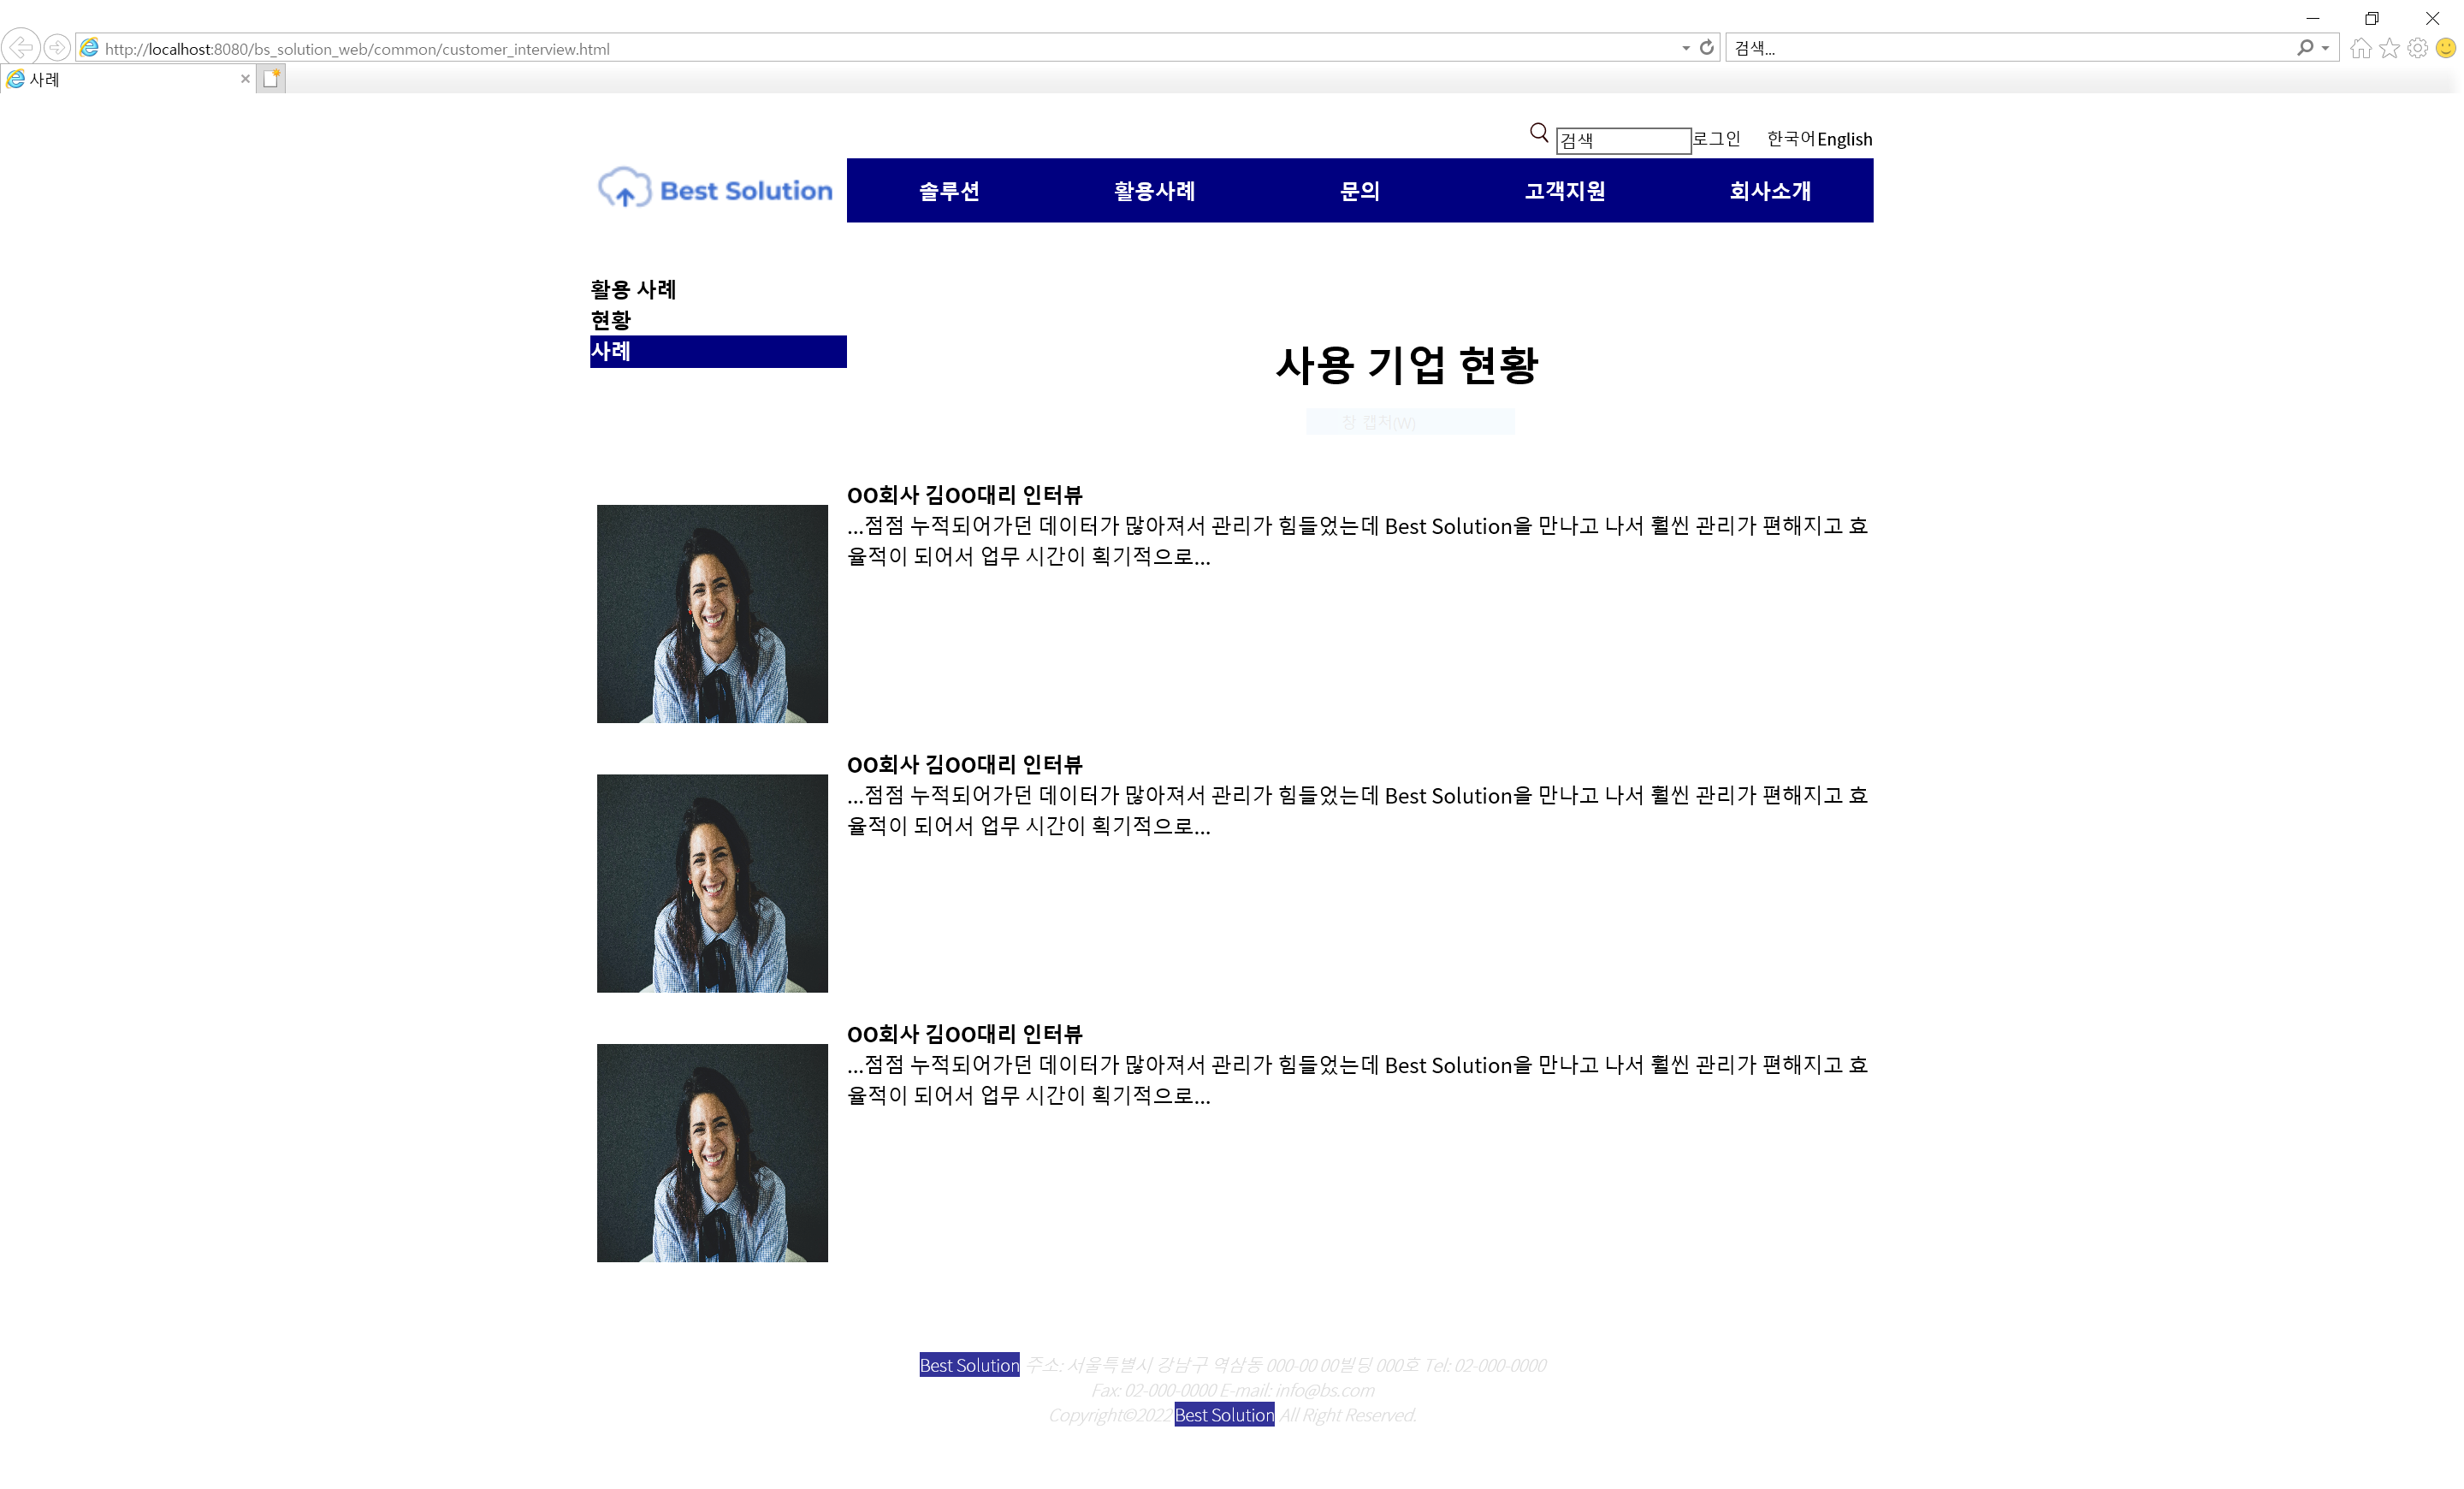 http://localhost:8080/bs_solution_web/common/customer_interview.html
검색...
사례
검색
로그인
한국어English
Best Solution
솔루션
활용사례
문의
고객지원
회사소개
활용 사례
현황
사례
사용 기업 현황
창 캡처(W)
OO회사 김OO대리 인터뷰
...점점 누적되어가던 데이터가 많아져서 관리가 힘들었는데 Best Solution을 만나고 나서 훨씬 관리가 편해지고 효
율적이 되어서 업무 시간이 획기적으로...
OO회사 김OO대리 인터뷰
...점점 누적되어가던 데이터가 많아져서 관리가 힘들었는데 Best Solution을 만나고 나서 훨씬 관리가 편해지고 효
율적이 되어서 업무 시간이 획기적으로...
OO회사 김OO대리 인터뷰
...점점 누적되어가던 데이터가 많아져서 관리가 힘들었는데 Best Solution을 만나고 나서 훨씬 관리가 편해지고 효
율적이 되어서 업무 시간이 획기적으로...
Best Solution 주소: 서울특별시 강남구 역삼동 000-00 00빌딩 000호 Tel: 02-000-0000
Fax: 02-000-0000 E-mail: info@bs.com
Copyright©2022 Best Solution All Right Reserved.